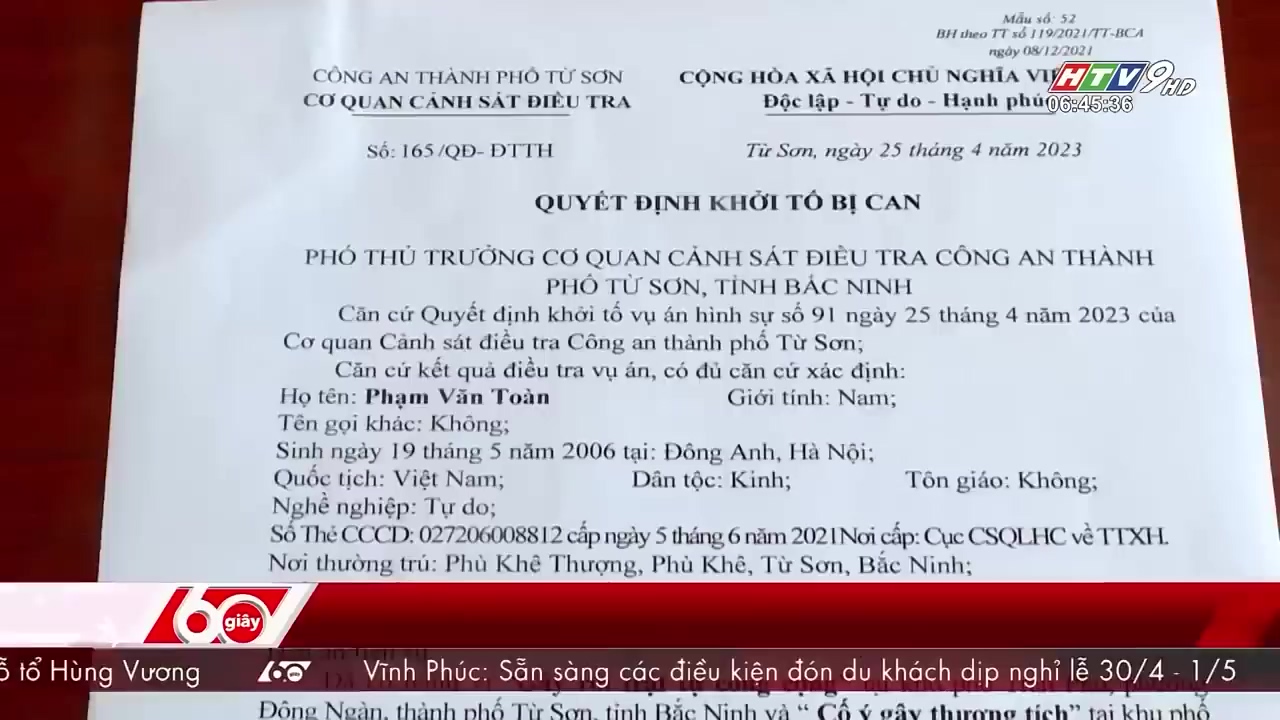 Mẫu số: 52
BH theo TT số 119/2021/TT-BCA
ngày 08/12/2021
CÔNG AN THÀNH PHỐ TỪ SƠN
CƠ QUAN CẢNH SÁT ĐIỀU TRA
CỘNG HÒA XÃ HỘI CHỦ NGHĨA
Độc lập - Tự do - Hạnh phúc
HTV9 HD
06:45:36
Số: 165/QĐ- ĐTTH
Từ Sơn, ngày 25 tháng 4 năm 2023
QUYẾT ĐỊNH KHỞI TỐ BỊ CAN
PHÓ THỦ TRƯỞNG CƠ QUAN CẢNH SÁT ĐIỀU TRA CÔNG AN THÀNH
PHỐ TỪ SƠN, TỈNH BẮC NINH
Căn cứ Quyết định khởi tố vụ án hình sự số 91 ngày 25 tháng 4 năm 2023 của
Cơ quan Cảnh sát điều tra Công an thành phố Từ Sơn;
Căn cứ kết quả điều tra vụ án, có đủ căn cứ xác định:
Họ tên: Phạm Văn Toàn Giới tính: Nam;
Tên gọi khác: Không;
Sinh ngày 19 tháng 5 năm 2006 tại: Đông Anh, Hà Nội;
Quốc tịch: Việt Nam; Dân tộc: Kinh; Tôn giáo: Không;
Nghề nghiệp: Tự do;
Số Thẻ CCCD: 027206008812 cấp ngày 5 tháng 6 năm 2021Nơi cấp: Cục CSQLHC về TTXH.
Nơi thường trú: Phù Khê Thượng, Phù Khê, Từ Sơn, Bắc Ninh;
60 giây
tổ Hùng Vương 60 giây Vĩnh Phúc: Sẵn sàng các điều kiện đón du khách dịp nghỉ lễ 30/4 - 1/5
Đông Ngàn, thành phố Từ Sơn, tỉnh Bắc Ninh và “ Cố ý gây thương tích” tại khu phố